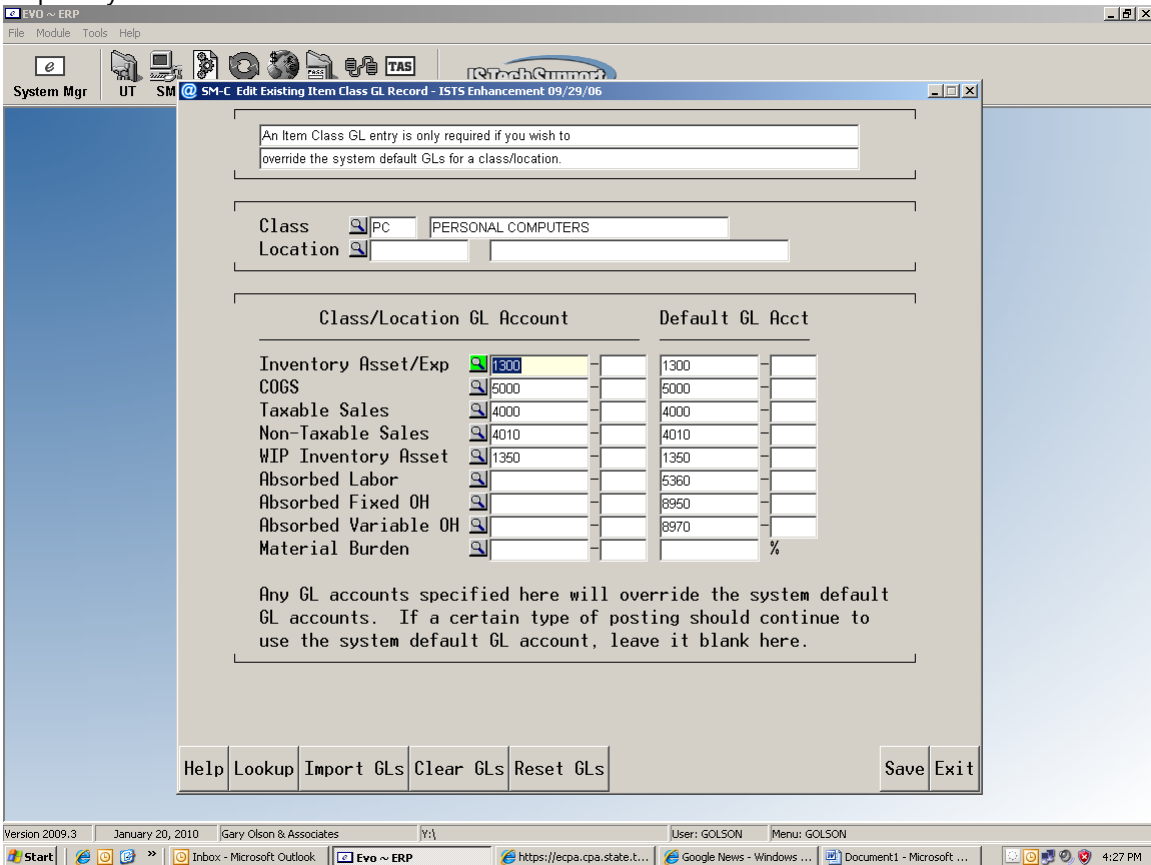 EVO ~ ERP
File Module Tools Help
e
PASS
TAS
ISTechSupport
System Mgr UT SM
SM-C Edit Existing Item Class GL Record - ISTS Enhancement 09/29/06
An Item Class GL entry is only required if you wish to
override the system default GLs for a class/location.
Class PC PERSONAL COMPUTERS
Location
Class/Location GL Account Default GL Acct
Inventory Asset/Exp 1300 - 1300 -
COGS 5000 - 5000 -
Taxable Sales 4000 - 4000 -
Non-Taxable Sales 4010 - 4010 -
WIP Inventory Asset 1350 - 1350 -
Absorbed Labor - 5360 -
Absorbed Fixed OH - 8950 -
Absorbed Variable OH - 8970 -
Material Burden - %
Any GL accounts specified here will override the system default
GL accounts. If a certain type of posting should continue to
use the system default GL account, leave it blank here.
Help Lookup Import GLs Clear GLs Reset GLs Save Exit
Version 2009.3 January 20, 2010 Gary Olson & Associates Y:\ User: GOLSON Menu: GOLSON
Start » Inbox - Microsoft Outlook Evo ~ ERP https://ecpa.cpa.state.t... Google News - Windows ... Document1 - Microsoft ... 4:27 PM